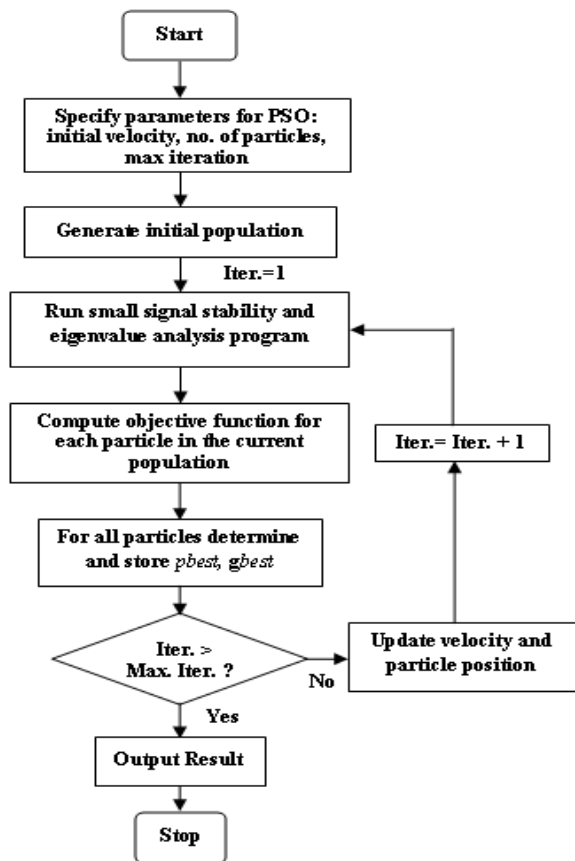 Start
Specify parameters for PSO:
initial velocity, no. of particles,
max iteration
Generate initial population
Iter.=1
Run small signal stability and
eigenvalue analysis program
Compute objective function for
each particle in the current
population
Iter.= Iter. + 1
For all particles determine
and store pbest, gbest
Iter. >
Max. Iter. ?
No
Update velocity and
particle position
Yes
Output Result
Stop